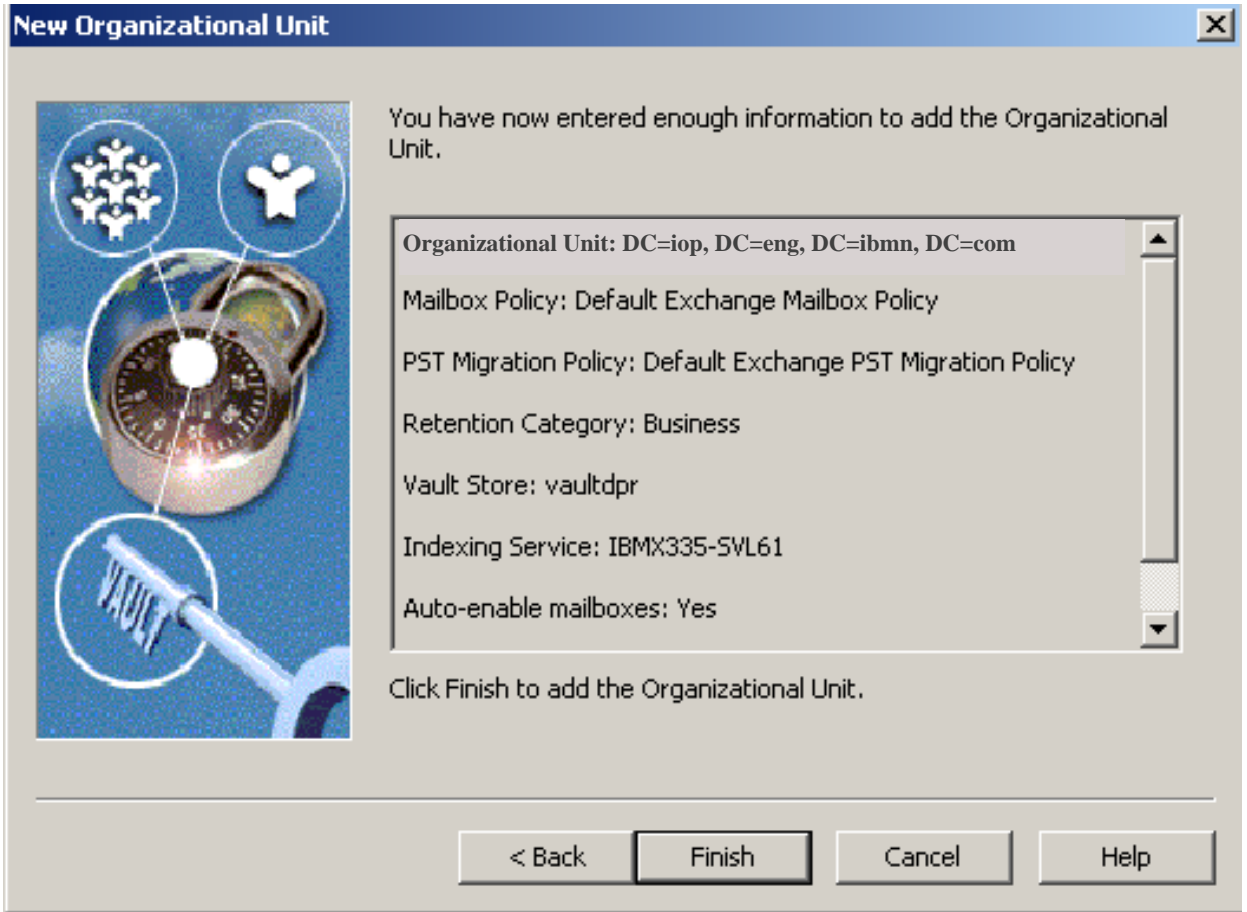 New Organizational Unit
You have now entered enough information to add the Organizational
Unit.
Organizational Unit: DC=iop, DC=eng, DC=ibmn, DC=com
Mailbox Policy: Default Exchange Mailbox Policy
PST Migration Policy: Default Exchange PST Migration Policy
Retention Category: Business
Vault Store: vaultdpr
Indexing Service: IBMX335-SVL61
Auto-enable mailboxes: Yes
VAULT
Click Finish to add the Organizational Unit.
< Back
Finish
Cancel
Help